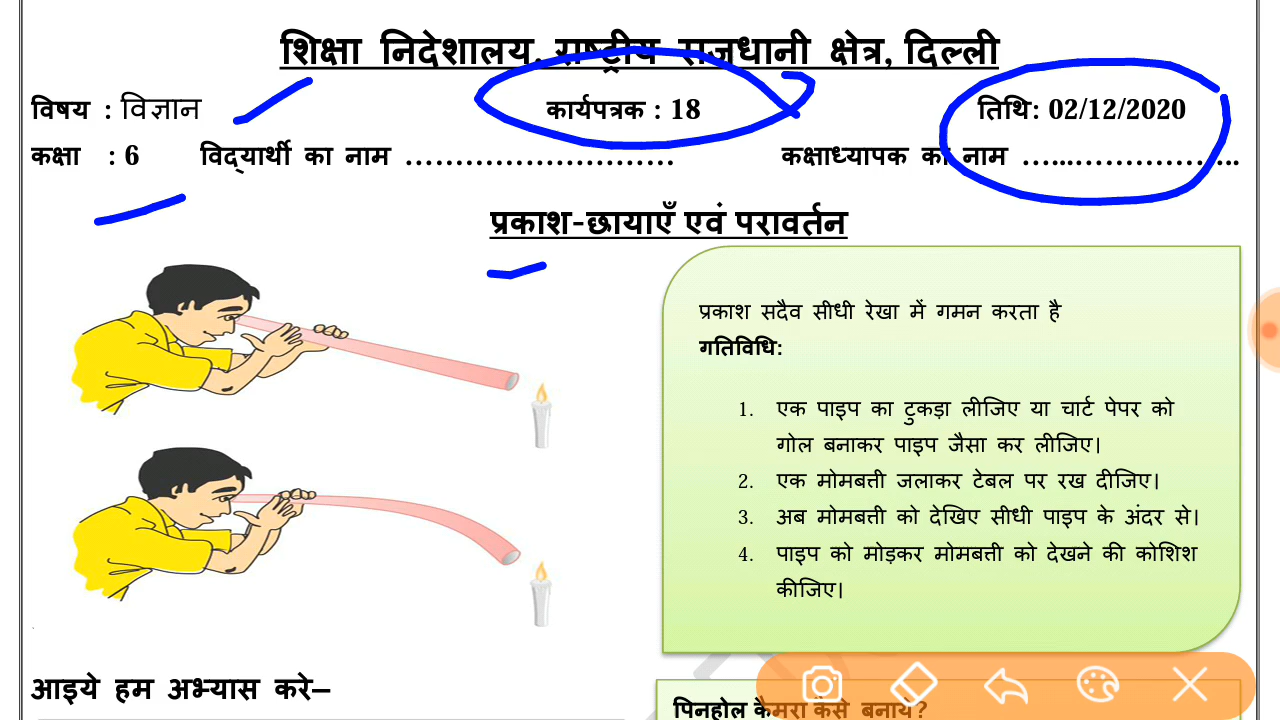 शिक्षा निदेशालय, राष्ट्रीय राजधानी क्षेत्र, दिल्ली
विषय : विज्ञान कार्यपत्रक : 18 तिथि: 02/12/2020
कक्षा : 6 विद्यार्थी का नाम ........................... कक्षाध्यापक का नाम ......................
प्रकाश-छायाएँ एवं परावर्तन
प्रकाश सदैव सीधी रेखा में गमन करता है
गतिविधि:
1. एक पाइप का टुकड़ा लीजिए या चार्ट पेपर को
गोल बनाकर पाइप जैसा कर लीजिए।
2. एक मोमबत्ती जलाकर टेबल पर रख दीजिए।
3. अब मोमबत्ती को देखिए सीधी पाइप के अंदर से।
4. पाइप को मोड़कर मोमबत्ती को देखने की कोशिश
कीजिए।
आइये हम अभ्यास करे–
पिनहोल कैमरा कैसे बनाये?